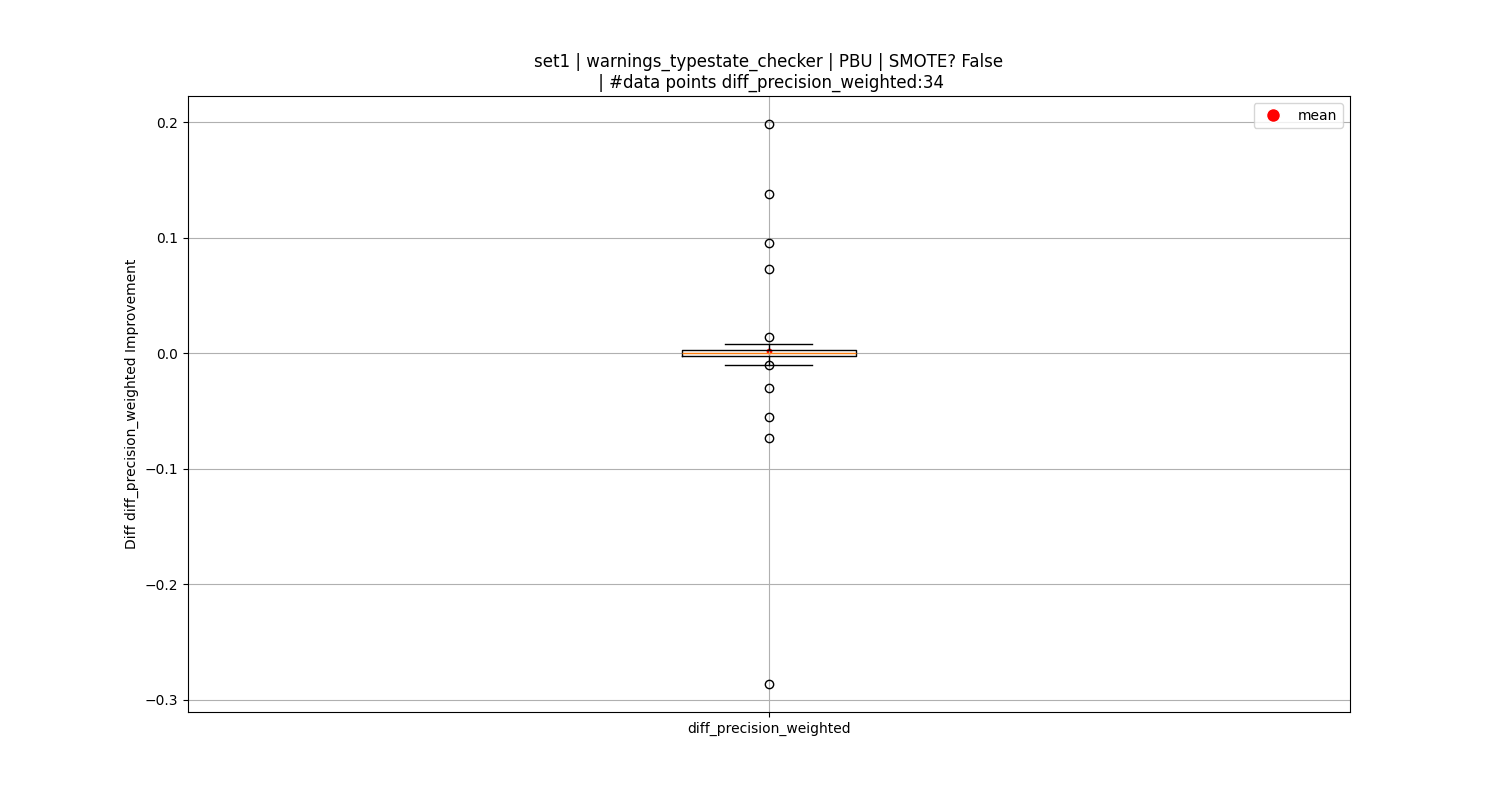 set1 | warnings_typestate_checker | PBU | SMOTE? False
| #data points diff_precision_weighted:34
mean
0.2
0.1
0.0
−0.1
−0.2
−0.3
Diff diff_precision_weighted Improvement
diff_precision_weighted